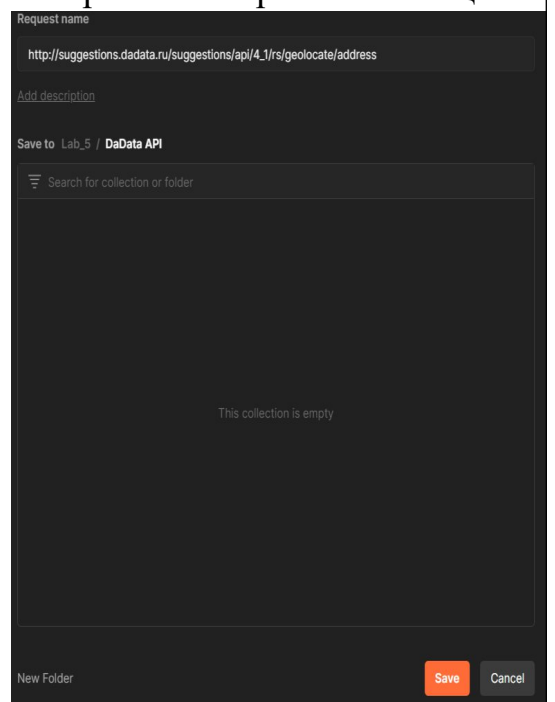 Request name
http://suggestions.dadata.ru/suggestions/api/4_1/rs/geolocate/address
Add description
Save to Lab_5 / DaData API
Search for collection or folder
This collection is empty
New Folder
Save Cancel